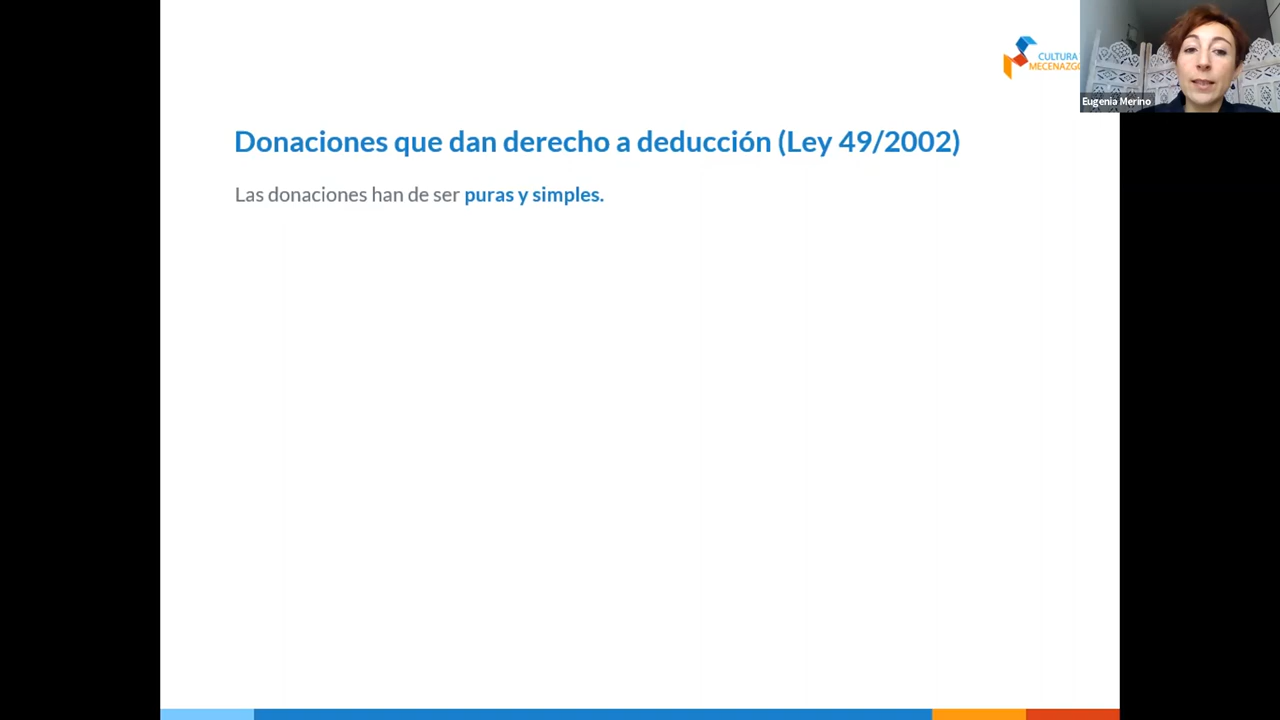 CULTURA
MECENAZGO
Eugenia Merino
Donaciones que dan derecho a deducción (Ley 49/2002)
Las donaciones han de ser puras y simples.